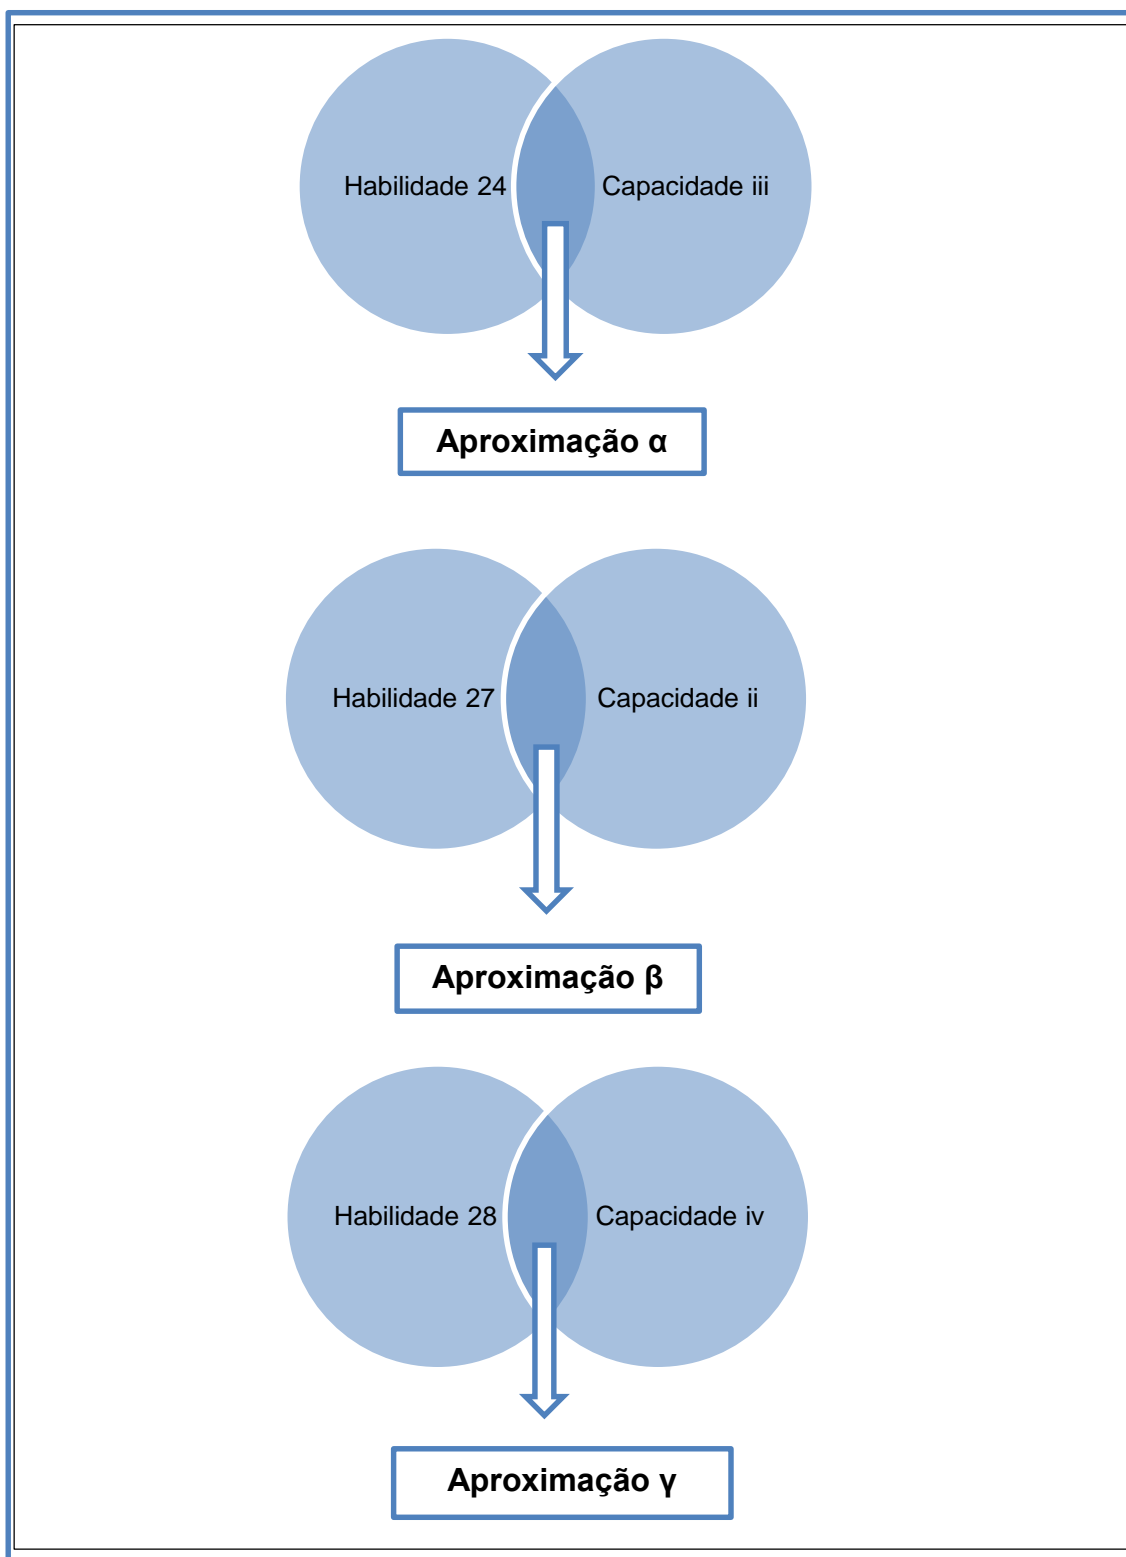 Habilidade 24 Capacidade iii
Aproximação α
Habilidade 27 Capacidade ii
Aproximação β
Habilidade 28 Capacidade iv
Aproximação γ